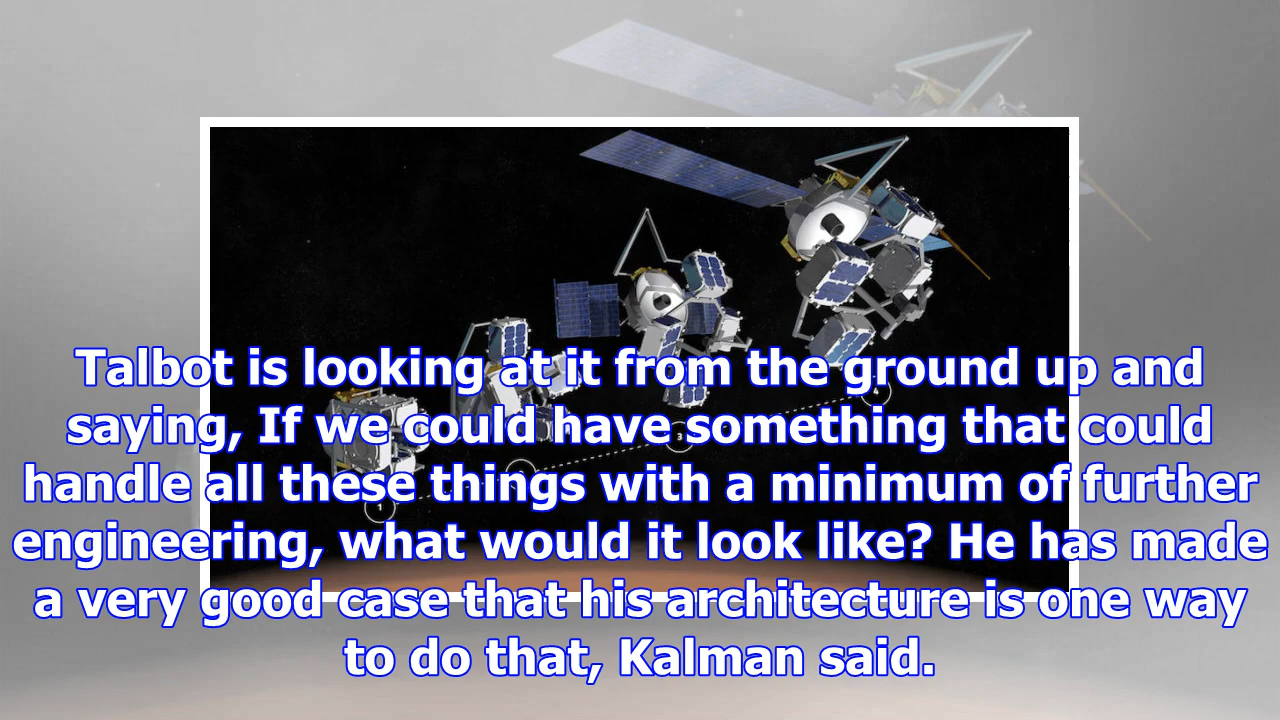 Talbot is looking at it from the ground up and
saying, If we could have something that could
handle all these things with a minimum of further
engineering, what would it look like? He has made
a very good case that his architecture is one way
to do that, Kalman said.
3
1